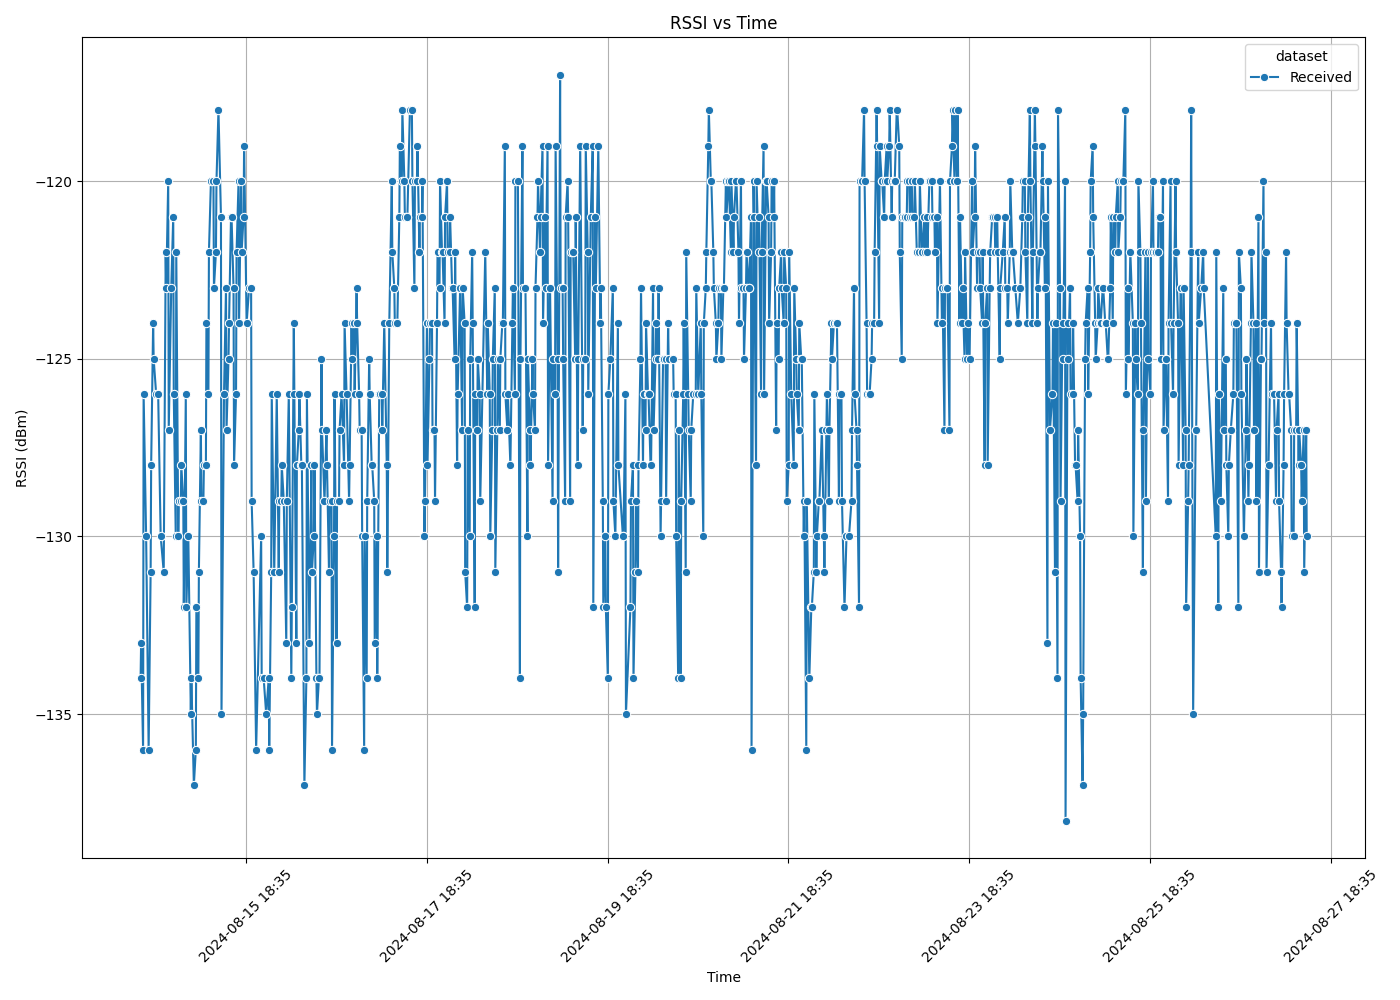 RSSI vs Time
dataset
Received
RSSI (dBm)
−120
−125
−130
−135
2024-08-15 18:35
2024-08-17 18:35
2024-08-19 18:35
2024-08-21 18:35
2024-08-23 18:35
2024-08-25 18:35
2024-08-27 18:35
Time